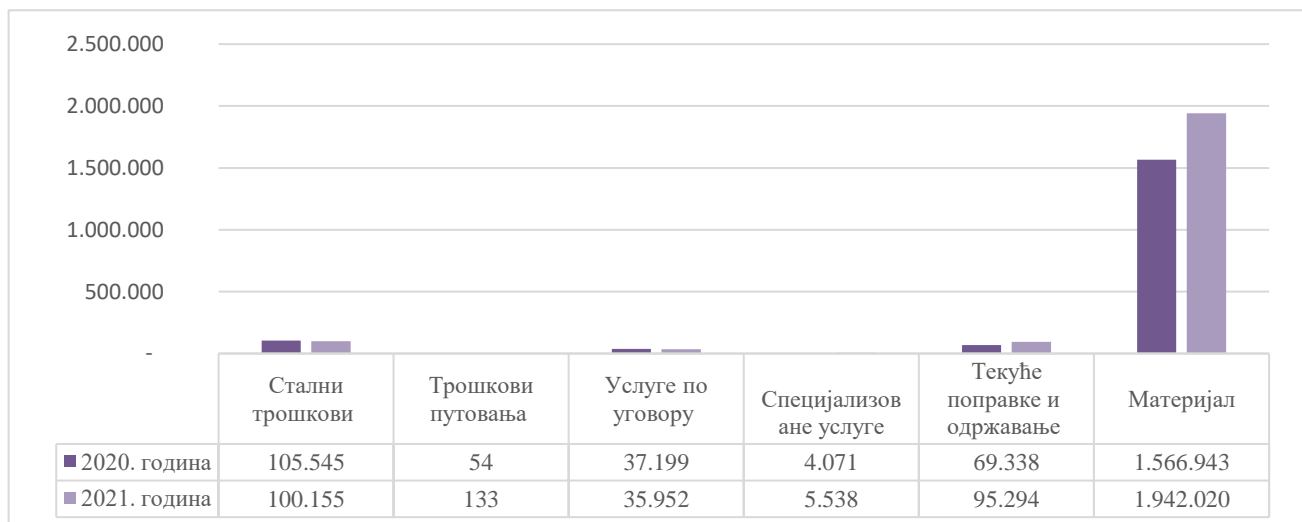 2.500.000
2.000.000
1.500.000
1.000.000
500.000
-
Стални
трошкови
Трошкови
путовања
Услуге по
уговору
Специјализов
ане услуге
Текуће
поправке и
одржавање
Материјал
2020. година 105.545 54 37.199 4.071 69.338 1.566.943
2021. година 100.155 133 35.952 5.538 95.294 1.942.020